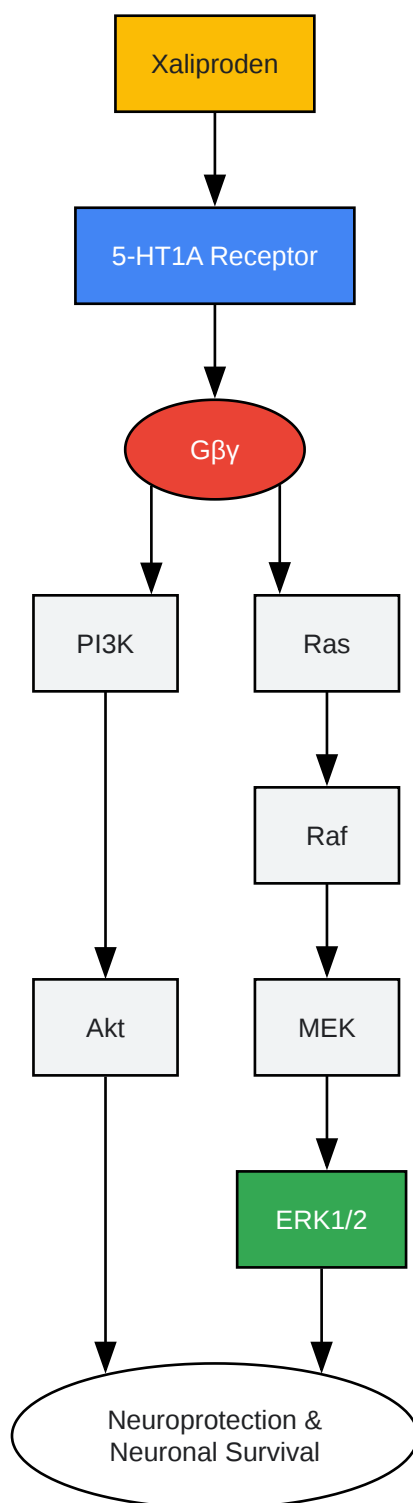 Xaliproden
5-HT1A Receptor
Gβγ
PI3K
Ras
Raf
Akt
MEK
ERK1/2
Neuroprotection &
Neuronal Survival